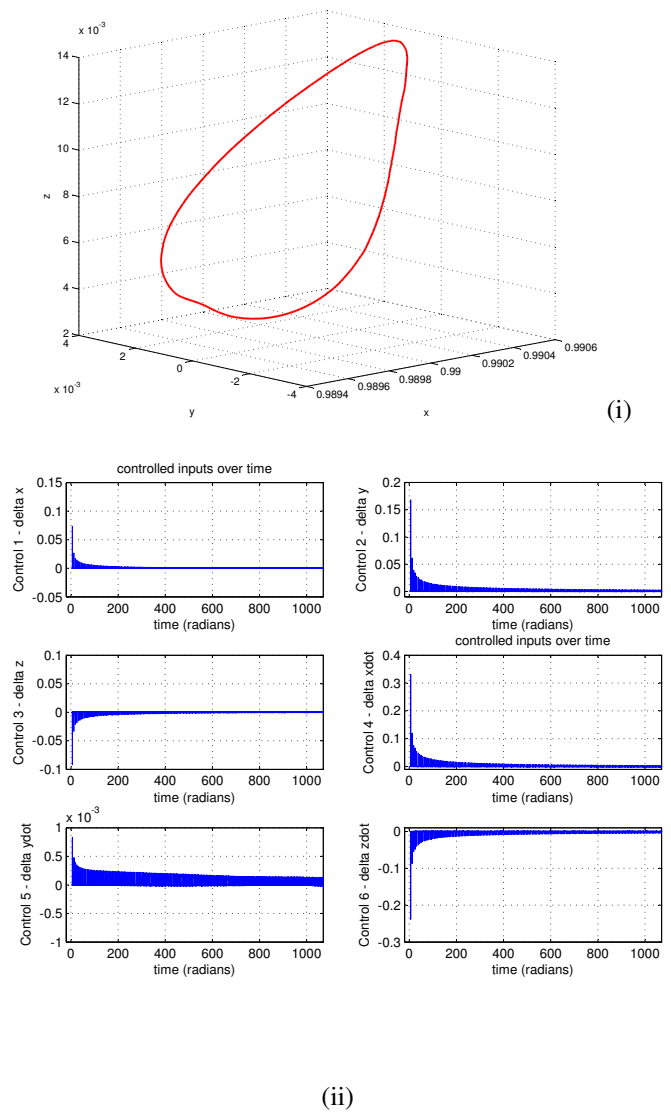 x 10⁻³
14
12
10
8
6
4
2
z
4
2
0
-2
-4
x 10⁻³
y
0.9894
0.9896
0.9898
0.99
0.9902
0.9904
0.9906
x
(i)
controlled inputs over time
0.15
0.1
0.05
0
-0.05
Control 1 - delta x
0 200 400 600 800 1000
time (radians)
0.2
0.15
0.1
0.05
0
Control 2 - delta y
0 200 400 600 800 1000
time (radians)
0.1
0.05
0
-0.05
-0.1
Control 3 - delta z
0 200 400 600 800 1000
time (radians)
controlled inputs over time
0.4
0.3
0.2
0.1
0
Control 4 - delta xdot
0 200 400 600 800 1000
time (radians)
x 10⁻³
1
0.5
0
-0.5
-1
Control 5 - delta ydot
0 200 400 600 800 1000
time (radians)
0
-0.1
-0.2
-0.3
Control 6 - delta zdot
0 200 400 600 800 1000
time (radians)
(ii)